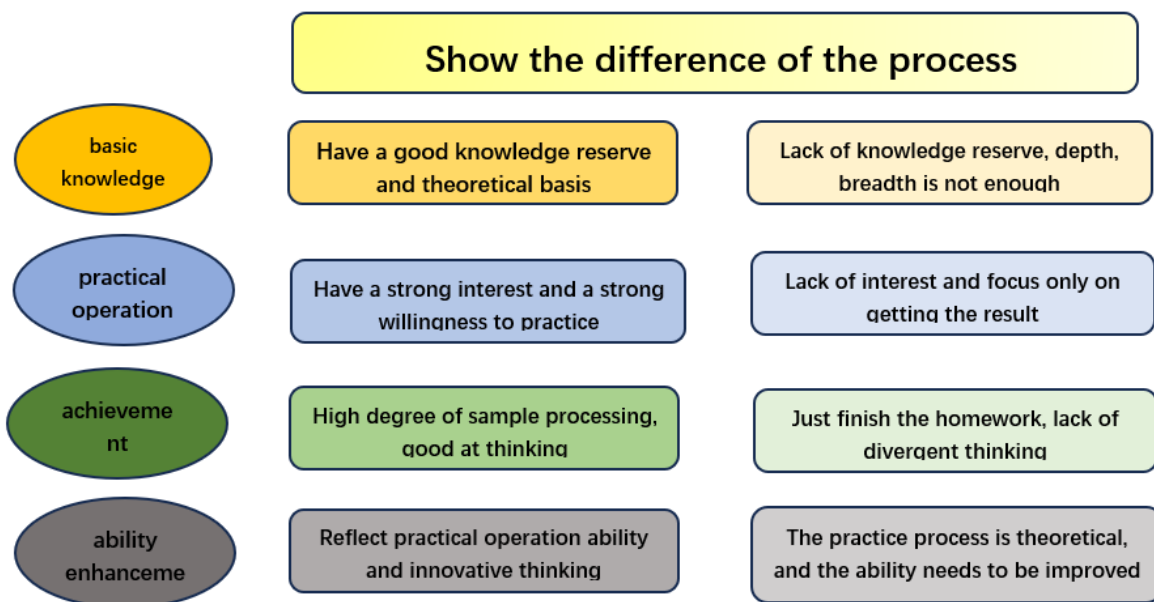 Show the difference of the process
basic
knowledge
Have a good knowledge reserve
and theoretical basis
Lack of knowledge reserve, depth,
breadth is not enough
practical
operation
Have a strong interest and a strong
willingness to practice
Lack of interest and focus only on
getting the result
achieveme
nt
High degree of sample processing,
good at thinking
Just finish the homework, lack of
divergent thinking
ability
enhanceme
Reflect practical operation ability
and innovative thinking
The practice process is theoretical,
and the ability needs to be improved